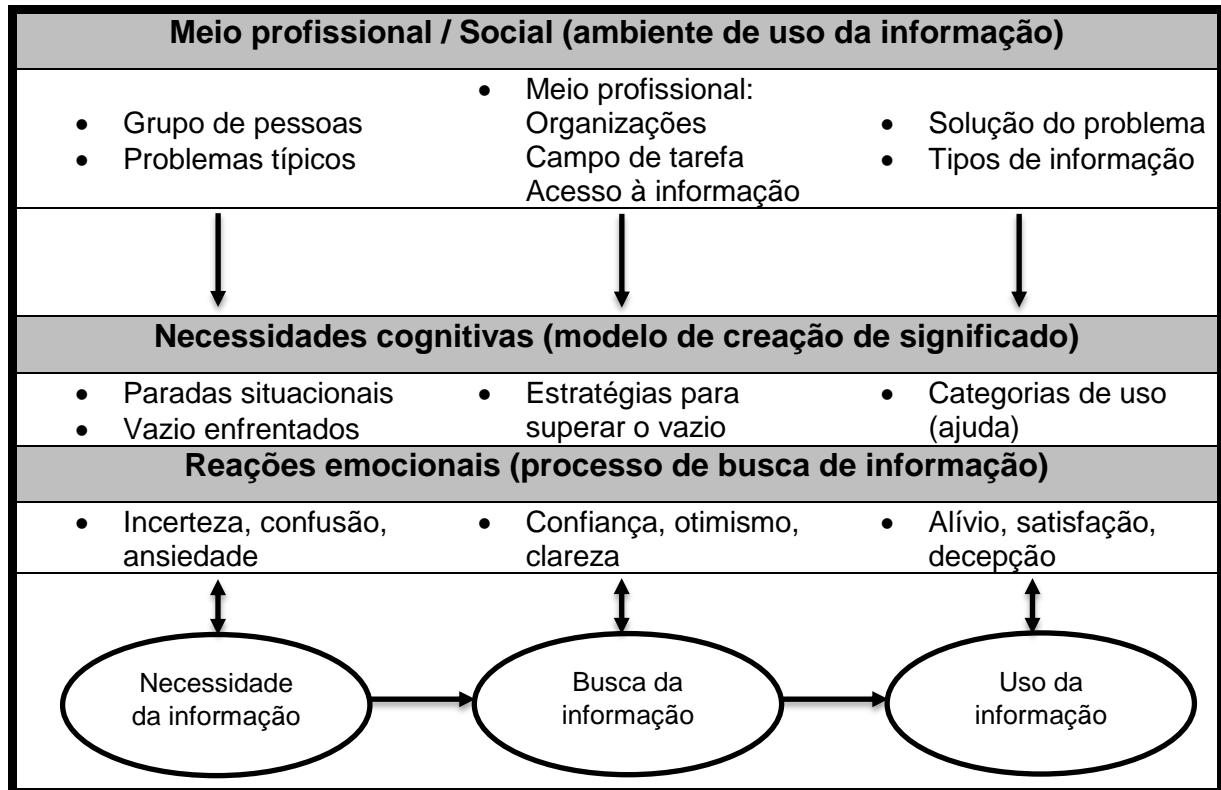 Meio profissional / Social (ambiente de uso da informação)
• Grupo de pessoas
• Problemas típicos
• Meio profissional:
Organizações
Campo de tarefa
Acesso à informação
• Solução do problema
• Tipos de informação
Necessidades cognitivas (modelo de criação de significado)
• Paradas situacionais
• Vazio enfrentados
• Estratégias para
superar o vazio
• Categorias de uso
(ajuda)
Reações emocionais (processo de busca de informação)
• Incerteza, confusão,
ansiedade
• Confiança, otimismo,
clareza
• Alívio, satisfação,
decepção
Necessidade
da informação
Busca da
informação
Uso da
informação